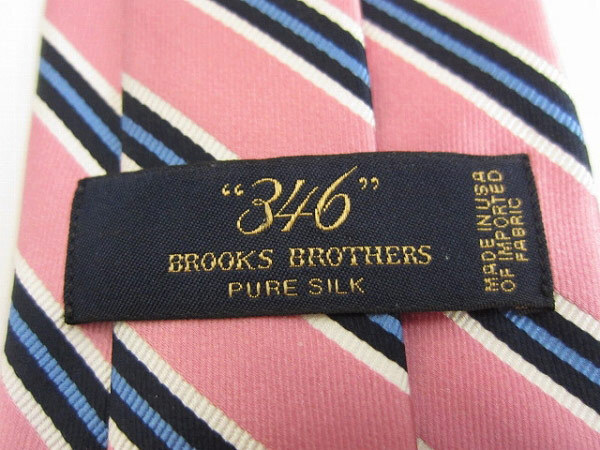 “346”
BROOKS BROTHERS
PURE SILK
MADE IN USA
OF IMPORTED
FABRIC